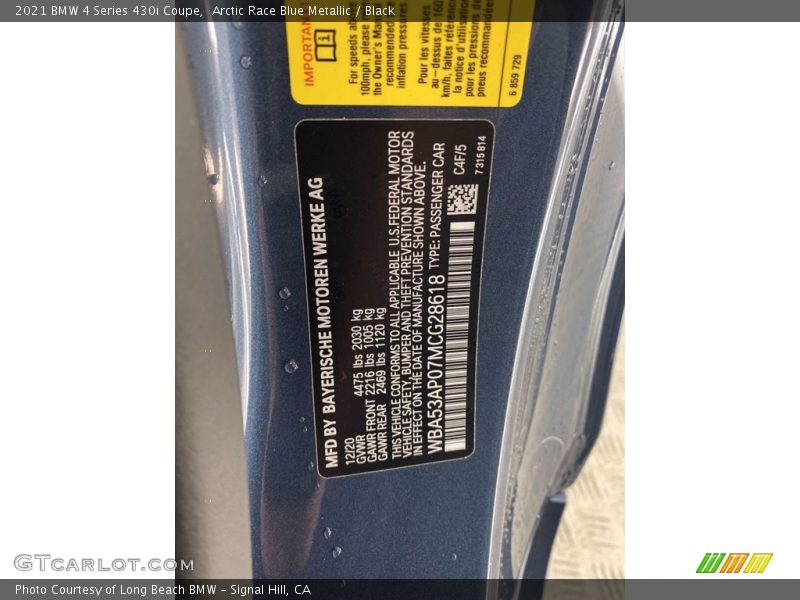 2021 BMW 4 Series 430i Coupe, Arctic Race Blue Metallic / Black
IMPORTANT
For speeds a
100mph, please
the Owner's Ma
recommended
inflation pressures
Pour les vitesses
au - dessus de 160
km/h, faites référenc
la notice d'utilisa
pour les pressions de
pneus recommandée
6 859 729
MFD BY BAYERISCHE MOTOREN WERKE AG
12/20
GVWR 4475 lbs 2030 kg
GAWR FRONT 2216 lbs 1005 kg
GAWR REAR 2469 lbs 1120 kg
THIS VEHICLE CONFORMS TO ALL APPLICABLE U.S.FEDERAL MOTOR
VEHICLE SAFETY, BUMPER AND THEFT PREVENTION STANDARDS
IN EFFECT ON THE DATE OF MANUFACTURE SHOWN ABOVE.
WBA53AP07MCG28618 TYPE: PASSENGER CAR
C4F/5
7 315 814
GTCARLOT.COM
Photo Courtesy of Long Beach BMW - Signal Hill, CA